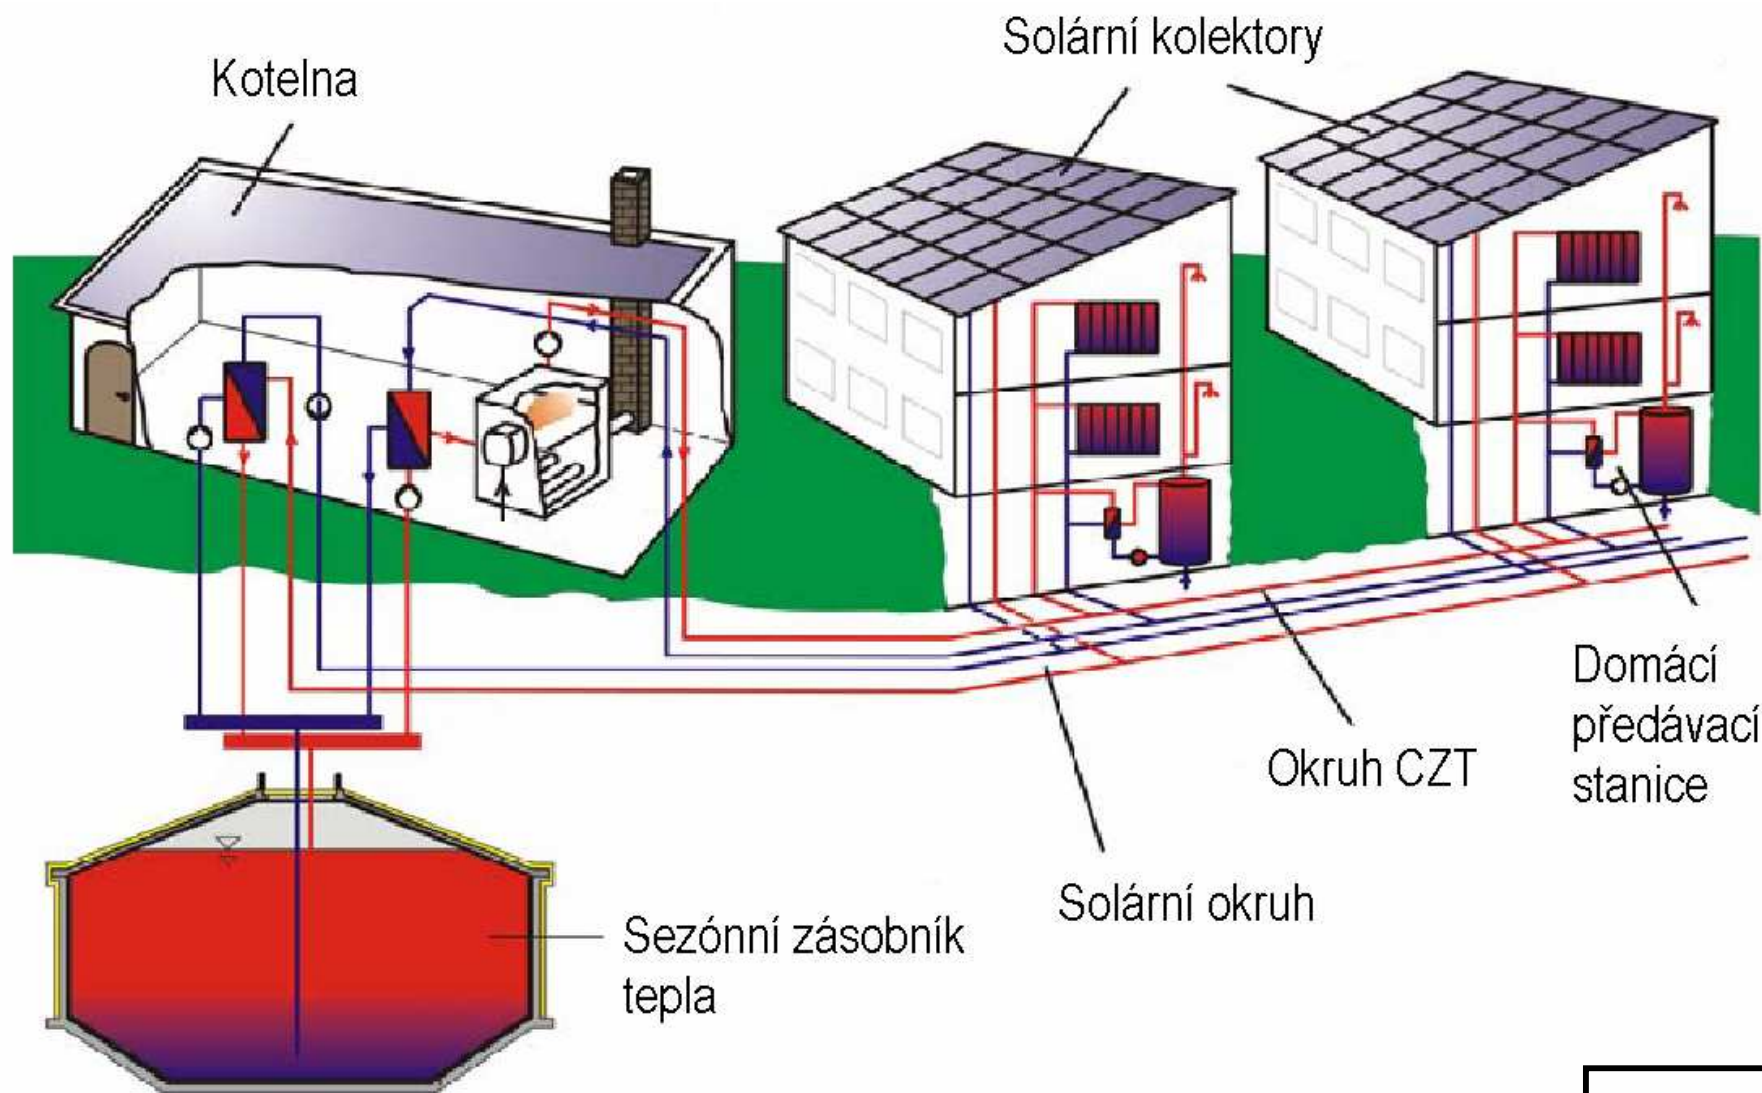 Solární kolektory
Kotelna
Domácí
předávací
stanice
Okruh CZT
Solární okruh
Sezónní zásobník
tepla